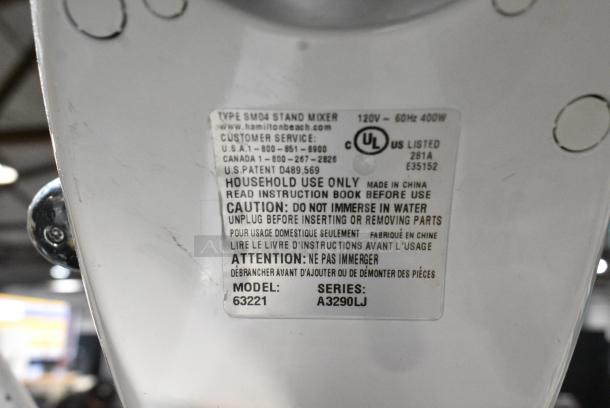 TYPE SM04 STAND MIXER 120V ~ 60Hz 400W
www.hamiltonbeach.com
CUSTOMER SERVICE:
U.S.A.1-800-851-8900
CANADA 1-800-267-2826
U.S.PATENT D489,569
C UL US LISTED
281A
E35152
HOUSEHOLD USE ONLY MADE IN CHINA
READ INSTRUCTION BOOK BEFORE USE
CAUTION: DO NOT IMMERSE IN WATER
UNPLUG BEFORE INSERTING OR REMOVING PARTS
POUR USAGE DOMESTIQUE SEULEMENT FABRIQUÉ EN CHINE
LIRE LE LIVRE D'INSTRUCTIONS AVANT L'USAGE
ATTENTION: NE PAS IMMERGER
DÉBRANCHER AVANT D'AJOUTER OU DE DÉMONTER DES PIÈCES
MODEL: SERIES:
63221 A3290LJ